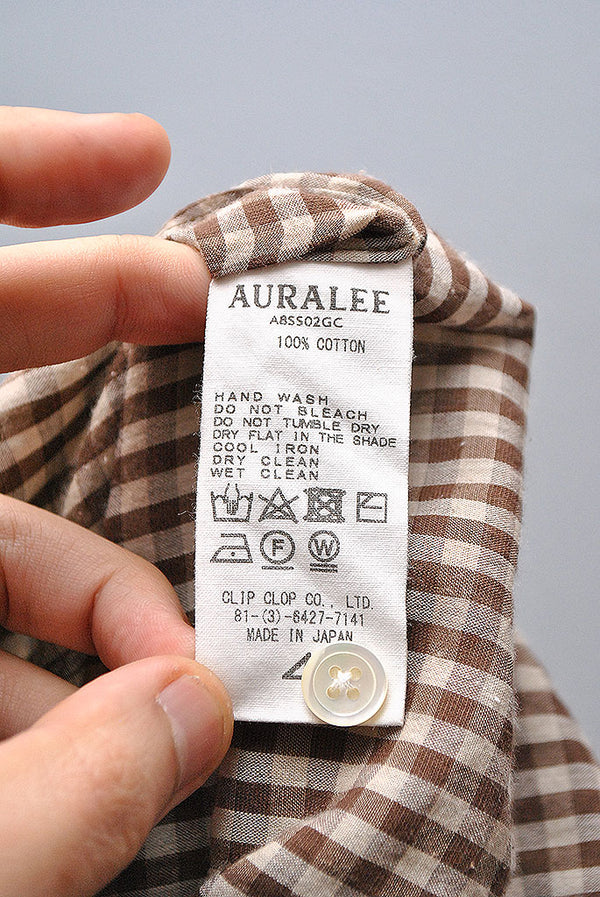 AURALEE
A8SS02GC
100% COTTON
HAND WASH
DO NOT BLEACH
DO NOT TUMBLE DRY
DRY FLAT IN THE SHADE
COOL IRON
DRY CLEAN
WET CLEAN
F W
CLIP CLOP CO., LTD.
81-(3)-6427-7141
MADE IN JAPAN